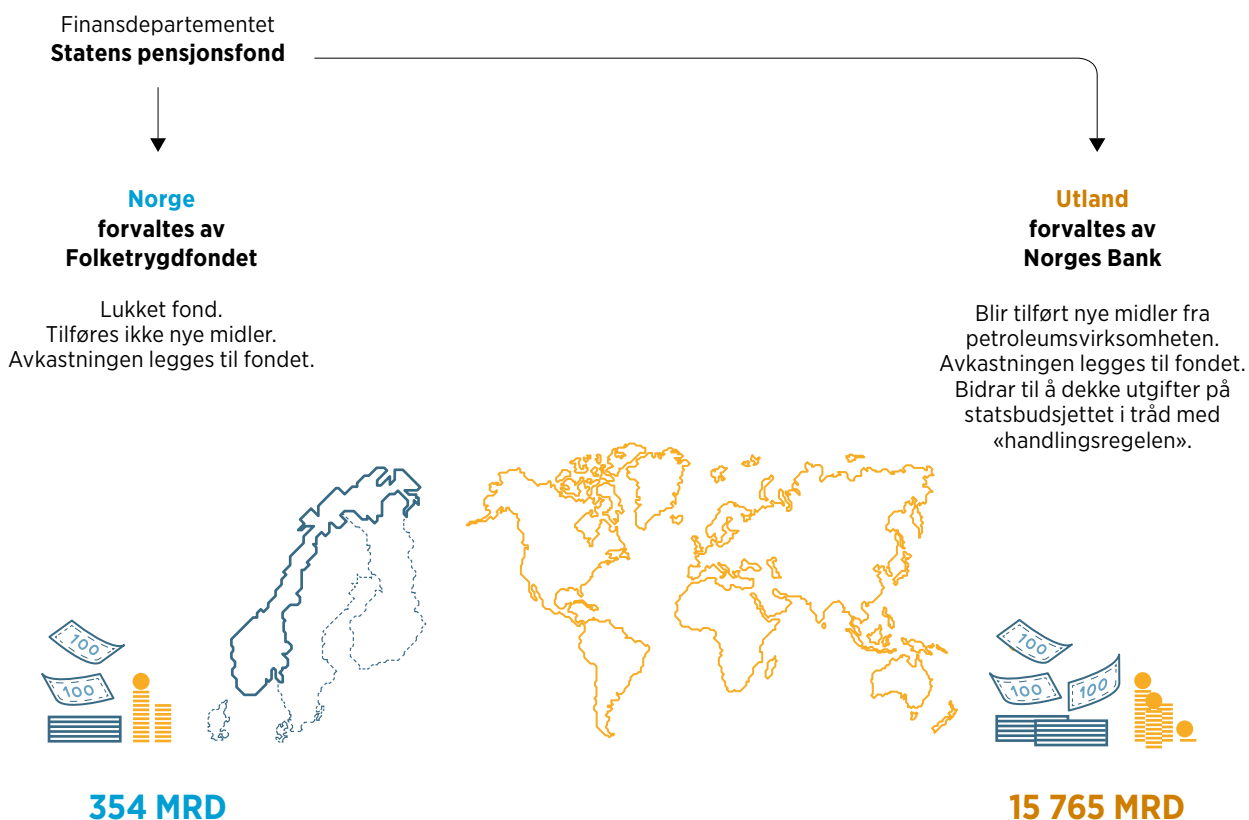 Finansdepartementet
Statens pensjonsfond
Norge
forvaltes av
Folketrygdfondet
Lukket fond.
Tilføres ikke nye midler.
Avkastningen legges til fondet.
Utland
forvaltes av
Norges Bank
Blir tilført nye midler fra
petroleumsvirksomheten.
Avkastningen legges til fondet.
Bidrar til å dekke utgifter på
statsbudsjettet i tråd med
«handlingsregelen».
100
100
100
100
100
354 MRD
15 765 MRD